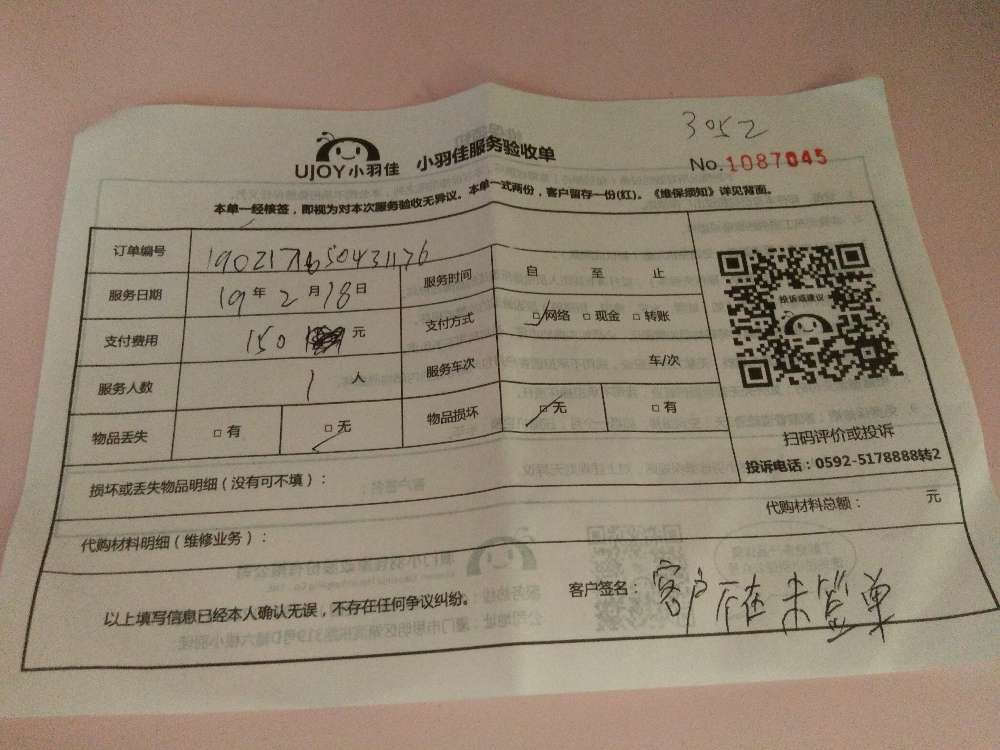 3052
UJOY小羽佳 小羽佳服务验收单
No.1087045
本单一经核签，即视为对本次服务验收无异议。本单一式两份，客户留存一份(红)。《维保须知》详见背面。
订单编号
服务日期 19年2月18日 服务时间 自 至 止
支付费用 150 元 支付方式 □网络 □现金 □转账
服务人数 1 人 服务车次 车/次
物品丢失 □有 □无 物品损坏 □无 □有
投诉或建议
扫码评价或投诉
投诉电话：0592-5178888转2
损坏或丢失物品明细（没有可不填）：
代购材料明细（维修业务）： 代购材料总额： 元
以上填写信息已经本人确认无误，不存在任何争议纠纷。 客户签名：客户不在未签单